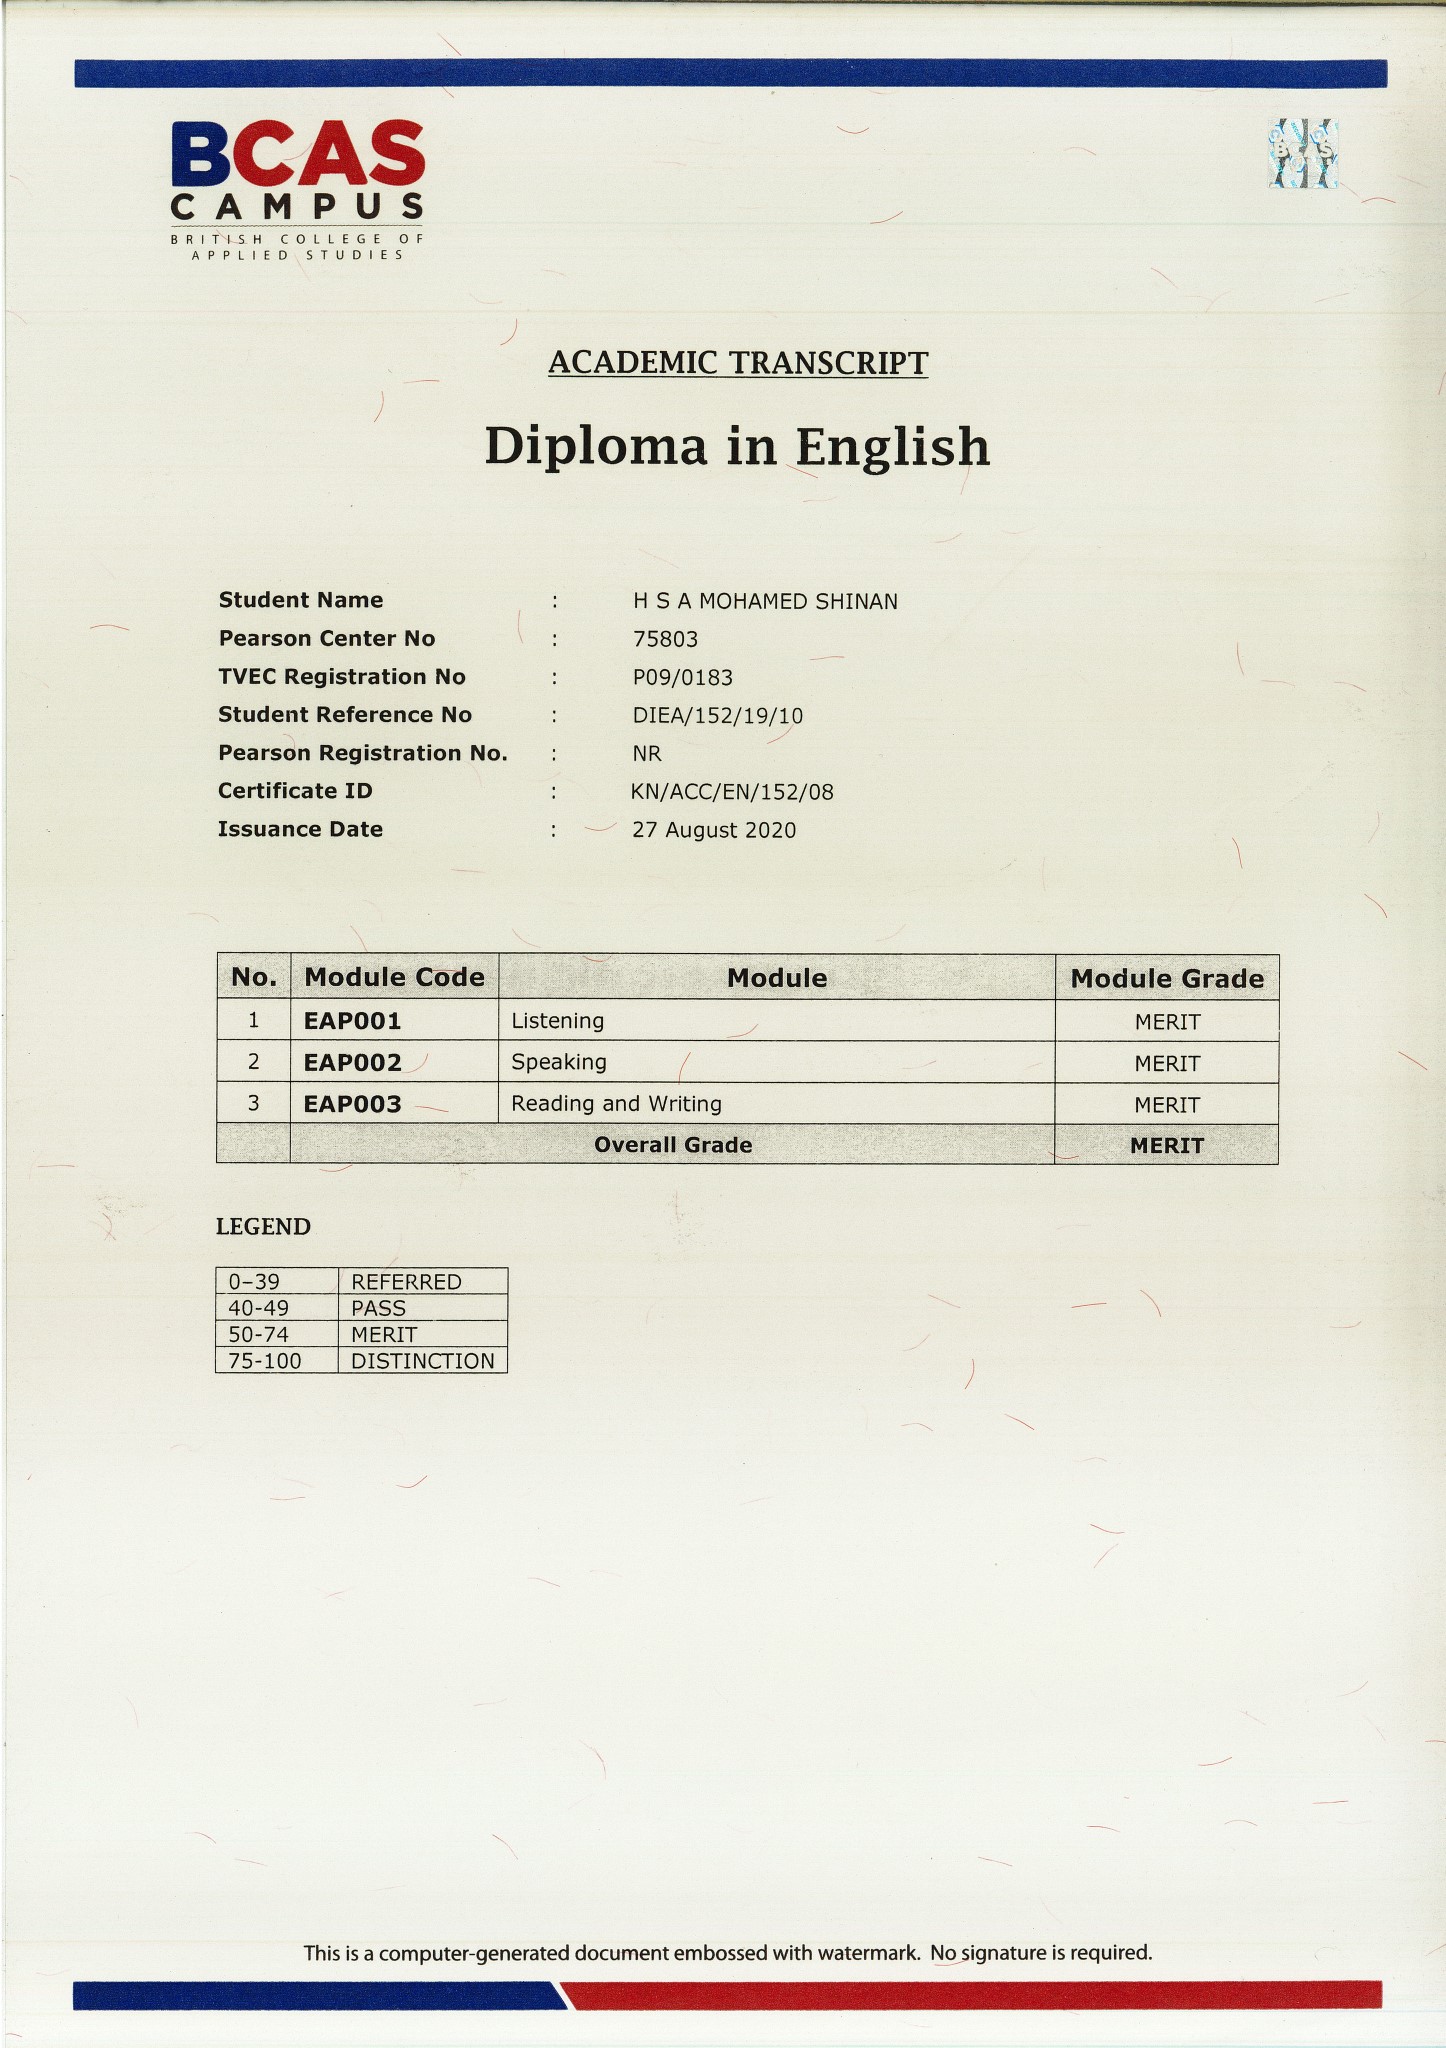 BCAS
CAMPUS
BRITISH COLLEGE OF
APPLIED STUDIES
BCAS
ACADEMIC TRANSCRIPT
Diploma in English
Student Name : H S A MOHAMED SHINAN
Pearson Center No : 75803
TVEC Registration No : P09/0183
Student Reference No : DIEA/152/19/10
Pearson Registration No. : NR
Certificate ID : KN/ACC/EN/152/08
Issuance Date : 27 August 2020
No. Module Code Module Module Grade
1 EAP001 Listening MERIT
2 EAP002 Speaking MERIT
3 EAP003 Reading and Writing MERIT
Overall Grade MERIT
LEGEND
0–39 REFERRED
40-49 PASS
50-74 MERIT
75-100 DISTINCTION
This is a computer-generated document embossed with watermark. No signature is required.